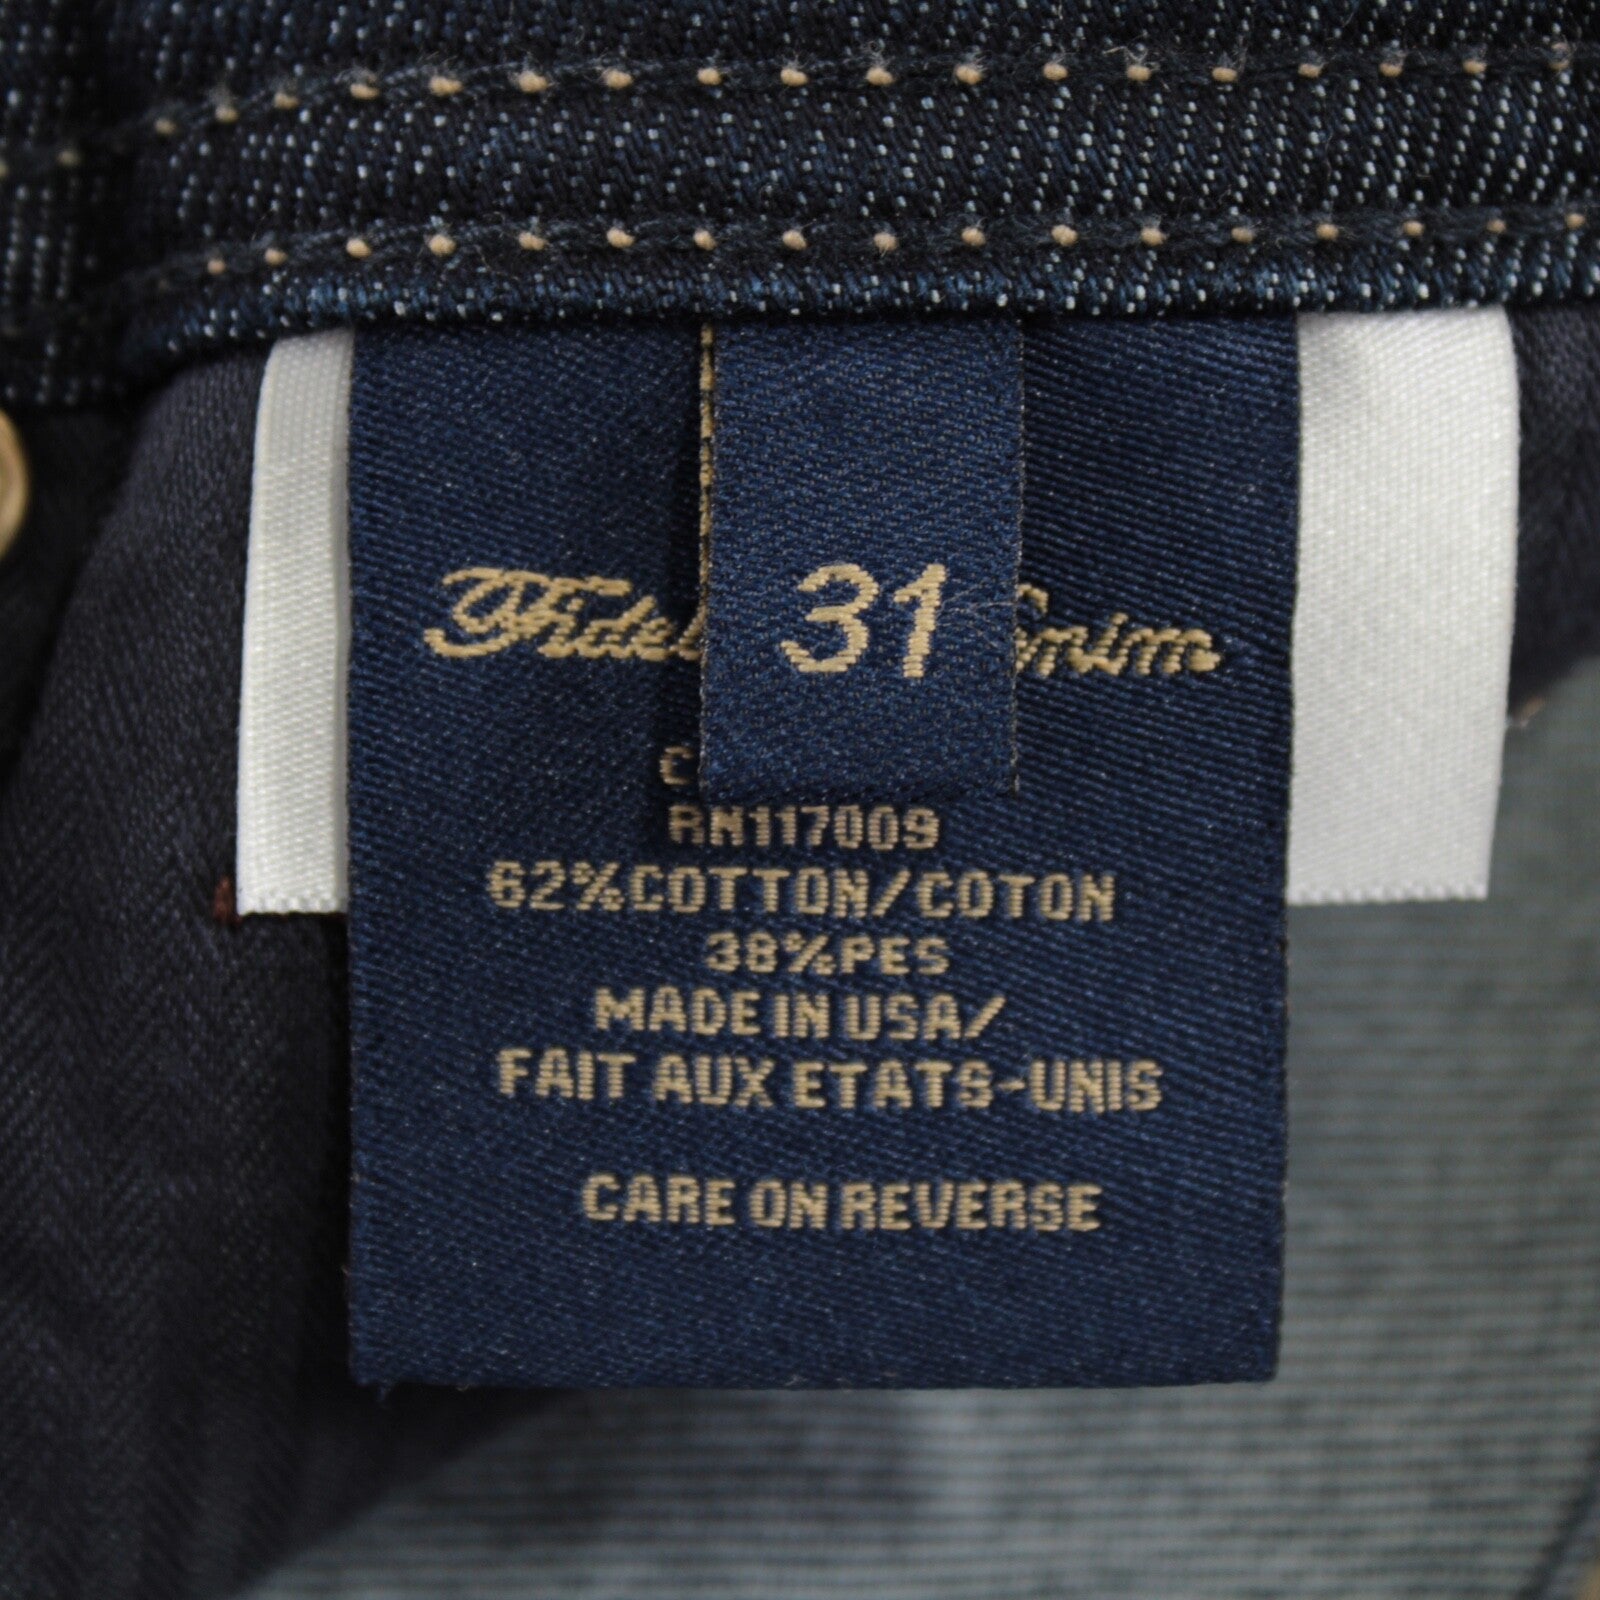 31
RN117009
62%COTTON/COTON
38%PES
MADE IN USA/
FAIT AUX ETATS-UNIS
CARE ON REVERSE